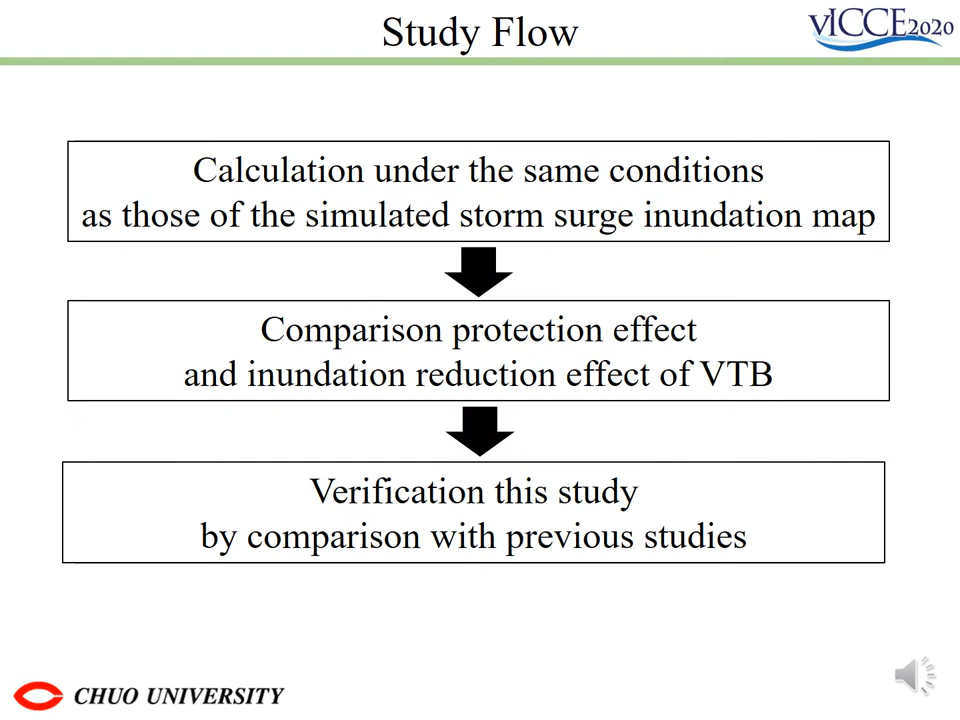 Study Flow
vICCE2020
Calculation under the same conditions
as those of the simulated storm surge inundation map
Comparison protection effect
and inundation reduction effect of VTB
Verification this study
by comparison with previous studies
CHUO UNIVERSITY